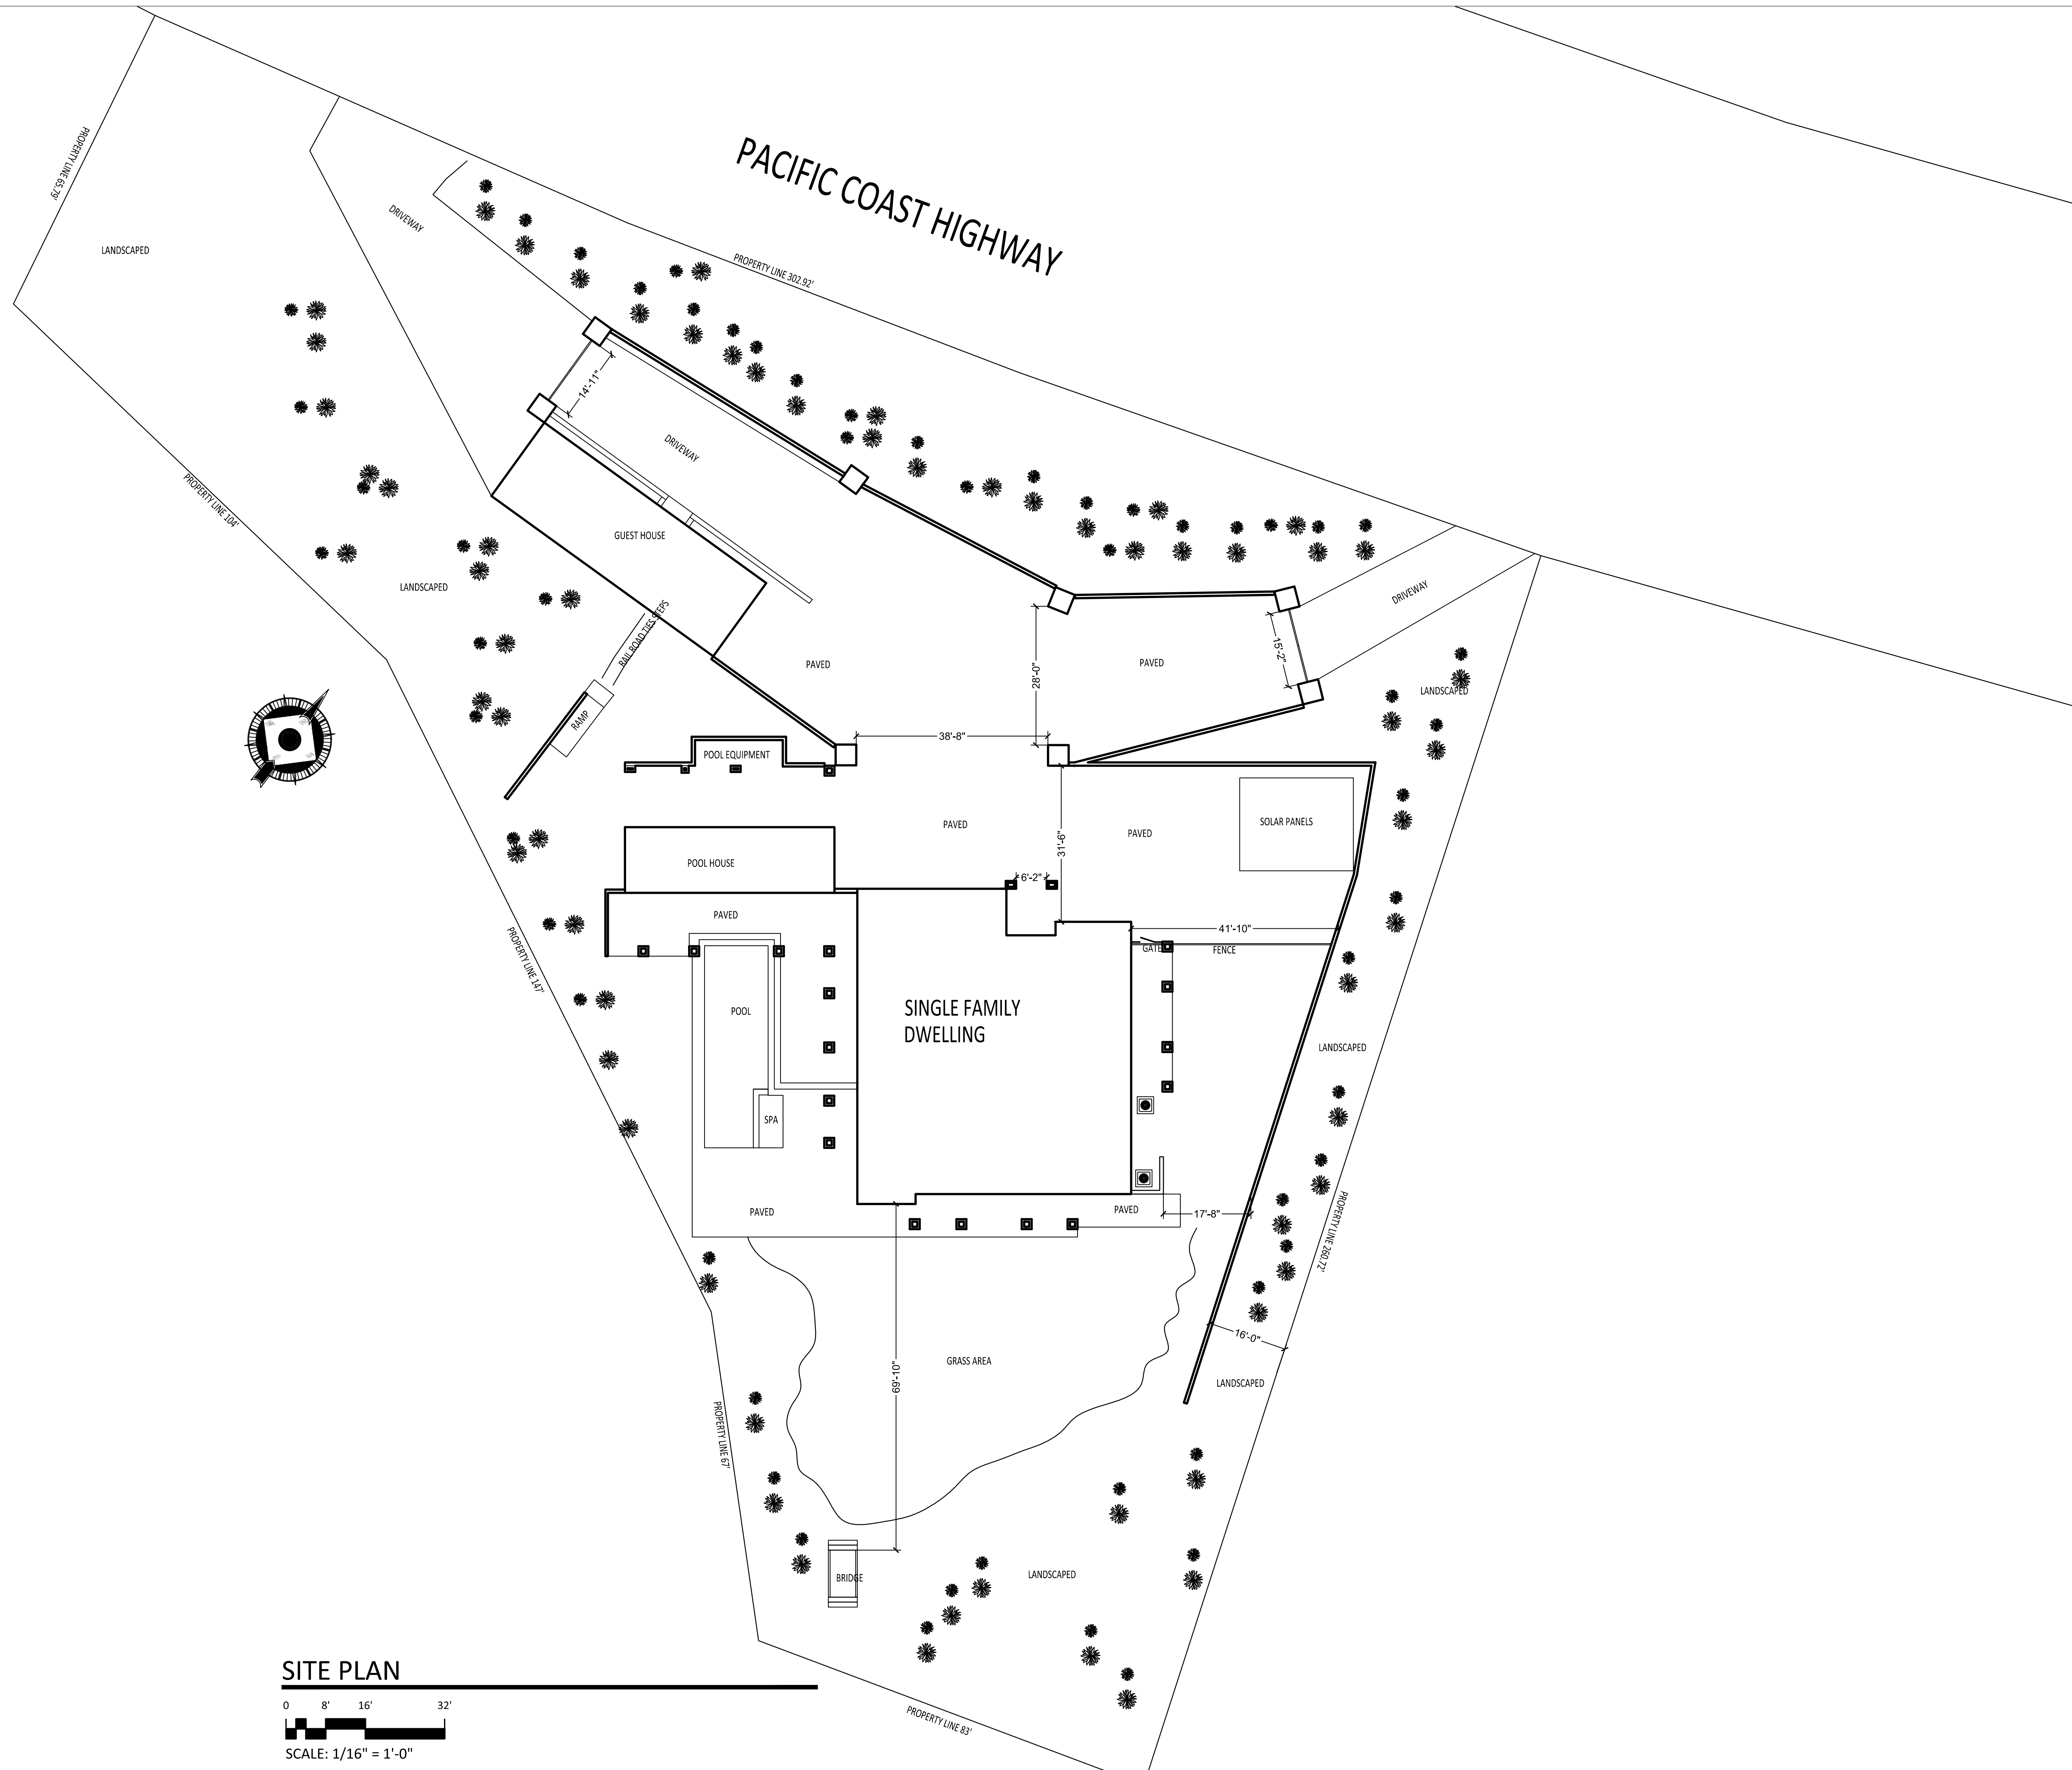 PACIFIC COAST HIGHWAY
PROPERTY LINE 65.79'
LANDSCAPED
DRIVEWAY
PROPERTY LINE 302.92'
14'-11"
DRIVEWAY
PROPERTY LINE 104'
GUEST HOUSE
LANDSCAPED
RAIL ROAD TIES STEPS
DRIVEWAY
15'-2"
PAVED
PAVED
28'-0"
LANDSCAPED
RAMP
38'-8"
POOL EQUIPMENT
PAVED
PAVED
SOLAR PANELS
31'-6"
POOL HOUSE
6'-2"
PAVED
41'-10"
GATE
FENCE
PROPERTY LINE 147'
POOL
SINGLE FAMILY
DWELLING
LANDSCAPED
SPA
PAVED
PAVED
17'-8"
PROPERTY LINE 260.72'
16'-0"
GRASS AREA
69'-10"
LANDSCAPED
PROPERTY LINE 67'
BRIDGE
LANDSCAPED
PROPERTY LINE 83'
SITE PLAN
0 8' 16' 32'
SCALE: 1/16" = 1'-0"